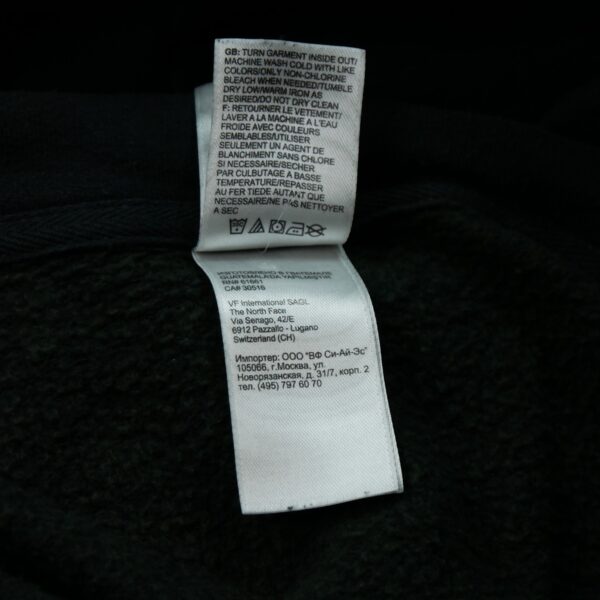 GB: TURN GARMENT INSIDE OUT/
MACHINE WASH COLD WITH LIKE
COLORS/ONLY NON-CHLORINE
BLEACH WHEN NEEDED/TUMBLE
DRY LOW/WARM IRON AS
DESIRED/DO NOT DRY CLEAN
F: RETOURNER LE VETEMENT/
LAVER A LA MACHINE A L'EAU
FROIDE AVEC COULEURS
SEMBLABLES/UTILISER
SEULEMENT UN AGENT DE
BLANCHIMENT SANS CHLORE
SI NECESSAIRE/SECHER
PAR CULBUTAGE A BASSE
TEMPERATURE/REPASSER
AU FER TIEDE AUTANT QUE
NECESSAIRE/NE PAS NETTOYER
A SEC
ИЗГОТОВЛЕНО В ГВАТЕМАЛЕ
GUATEMALA'DA YAPILMISTIR
RN# 61661
CA# 30516
VF International SAGL
The North Face
Via Senago, 42/E
6912 Pazzallo - Lugano
Switzerland (CH)
Импортер: ООО "ВФ Си-Ай-Эс"
105066, г.Москва, ул.
Новорязанская, д. 31/7, корп. 2
тел. (495) 797 60 70